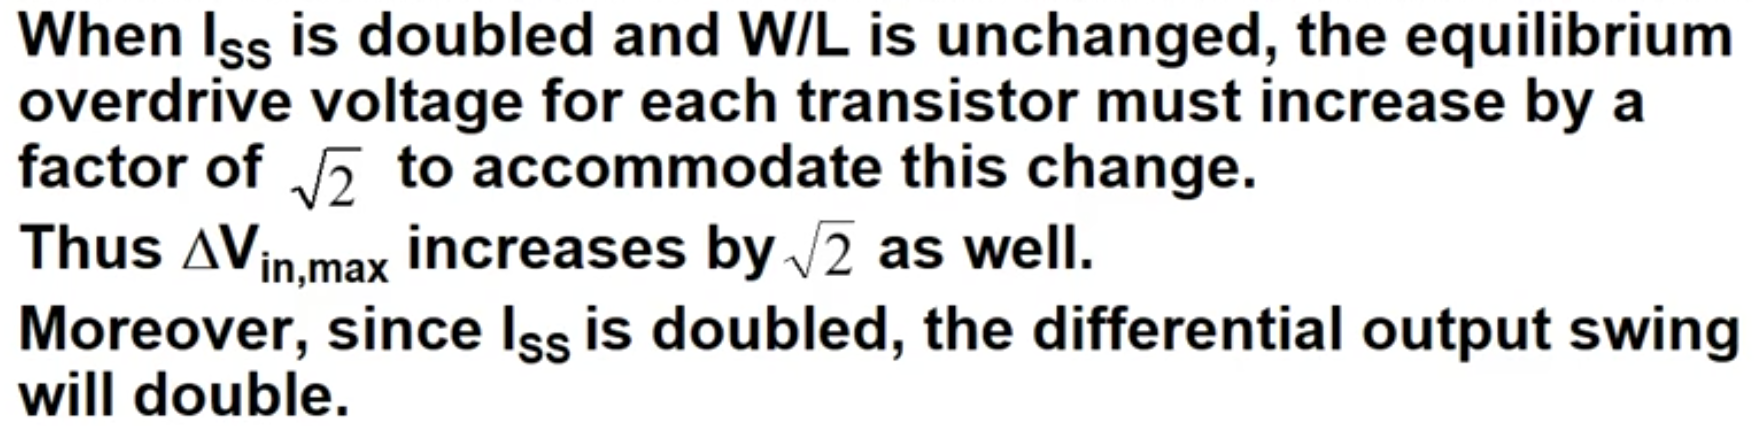 When I_SS is doubled and W/L is unchanged, the equilibrium
overdrive voltage for each transistor must increase by a
factor of √2 to accommodate this change.
Thus ΔV_in,max increases by √2 as well.
Moreover, since I_SS is doubled, the differential output swing
will double.